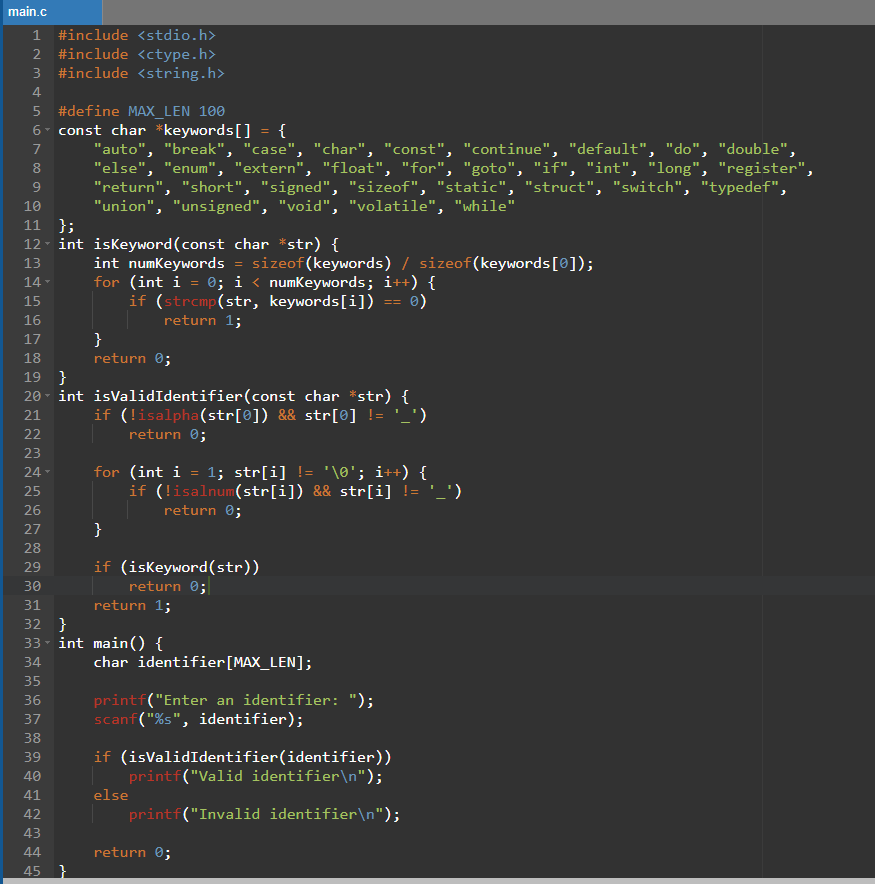 main.c
1 #include <stdio.h>
2 #include <ctype.h>
3 #include <string.h>
4
5 #define MAX_LEN 100
6 const char *keywords[] = {
7     "auto", "break", "case", "char", "const", "continue", "default", "do", "double",
8     "else", "enum", "extern", "float", "for", "goto", "if", "int", "long", "register",
9     "return", "short", "signed", "sizeof", "static", "struct", "switch", "typedef",
10     "union", "unsigned", "void", "volatile", "while"
11 };
12 int isKeyword(const char *str) {
13     int numKeywords = sizeof(keywords) / sizeof(keywords[0]);
14     for (int i = 0; i < numKeywords; i++) {
15         if (strcmp(str, keywords[i]) == 0)
16             return 1;
17     }
18     return 0;
19 }
20 int isValidIdentifier(const char *str) {
21     if (!isalpha(str[0]) && str[0] != '_')
22         return 0;
23
24     for (int i = 1; str[i] != '\0'; i++) {
25         if (!isalnum(str[i]) && str[i] != '_')
26             return 0;
27     }
28
29     if (isKeyword(str))
30         return 0;
31     return 1;
32 }
33 int main() {
34     char identifier[MAX_LEN];
35
36     printf("Enter an identifier: ");
37     scanf("%s", identifier);
38
39     if (isValidIdentifier(identifier))
40         printf("Valid identifier\n");
41     else
42         printf("Invalid identifier\n");
43
44     return 0;
45 }